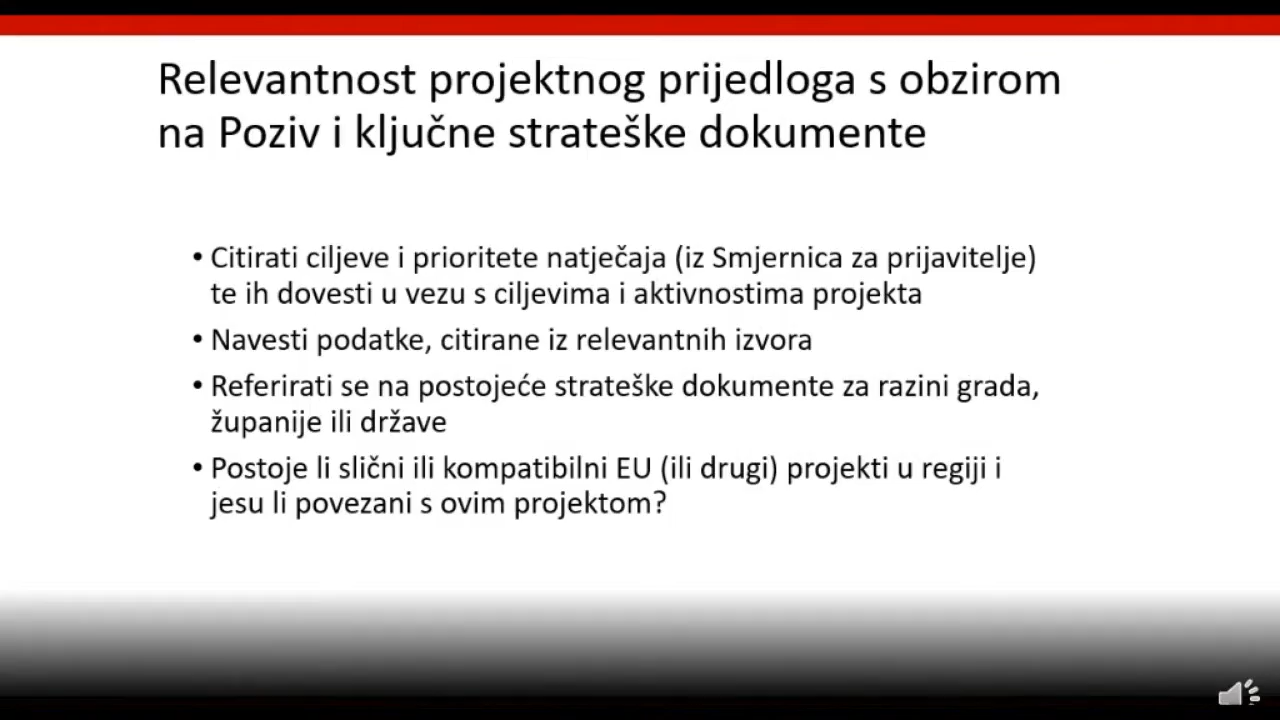 Relevantnost projektnog prijedloga s obzirom
na Poziv i ključne strateške dokumente
• Citirati ciljeve i prioritete natječaja (iz Smjernica za prijavitelje)
te ih dovesti u vezu s ciljevima i aktivnostima projekta
• Navesti podatke, citirane iz relevantnih izvora
• Referirati se na postojeće strateške dokumente za razini grada,
županije ili države
• Postoje li slični ili kompatibilni EU (ili drugi) projekti u regiji i
jesu li povezani s ovim projektom?